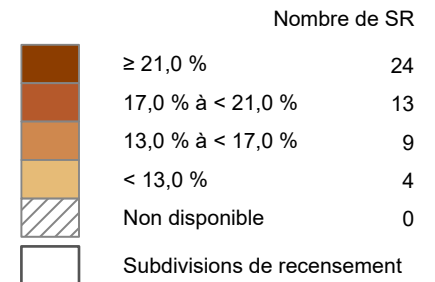 Nombre de SR
≥ 21,0 % 24
17,0 % à < 21,0 % 13
13,0 % à < 17,0 % 9
< 13,0 % 4
Non disponible 0
Subdivisions de recensement